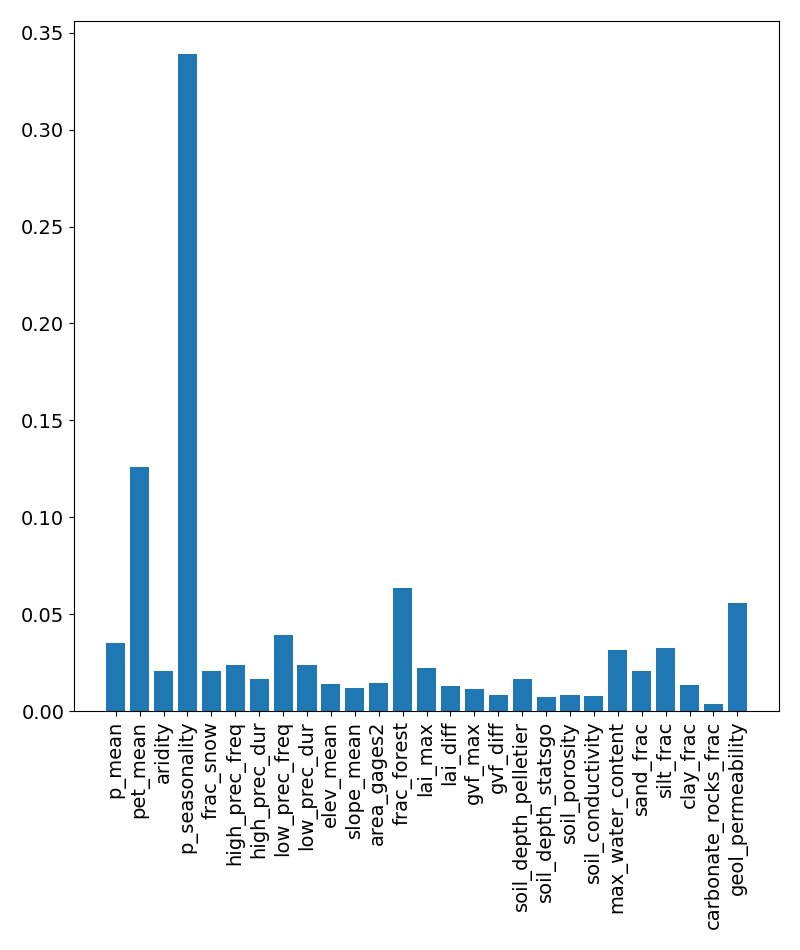 0.35
0.30
0.25
0.20
0.15
0.10
0.05
0.00
p_mean
pet_mean
aridity
p_seasonality
frac_snow
high_prec_freq
high_prec_dur
low_prec_freq
low_prec_dur
elev_mean
slope_mean
area_gages2
frac_forest
lai_max
lai_diff
gvf_max
gvf_diff
soil_depth_pelletier
soil_depth_statsgo
soil_porosity
soil_conductivity
max_water_content
sand_frac
silt_frac
clay_frac
carbonate_rocks_frac
geol_permeability